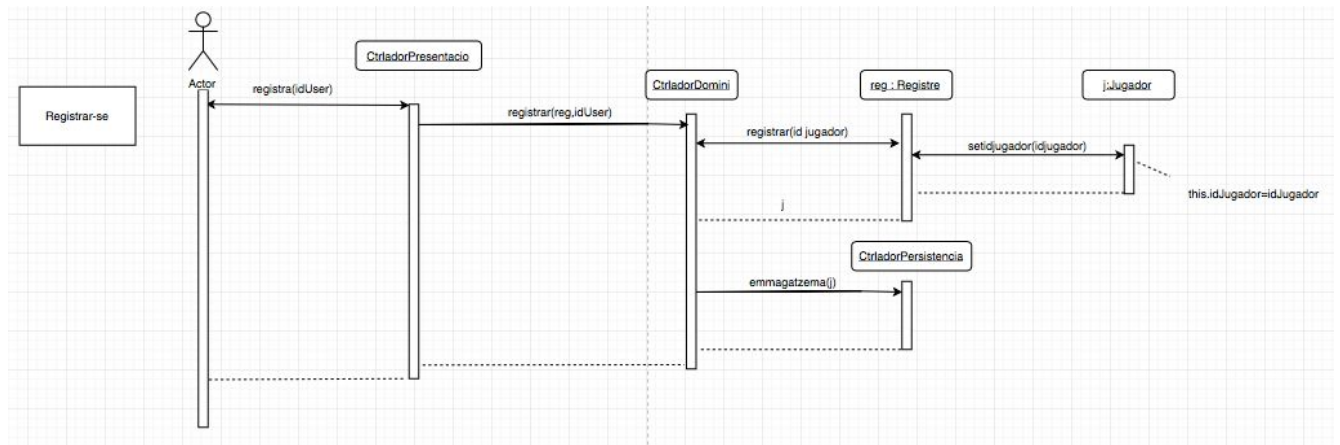 CtrladorPresentacio
Actor
registra(idUser)
CtrladorDomini
reg : Registre
j:Jugador
Registrar-se
registrar(reg,idUser)
registrar(id jugador)
setidjugador(idjugador)
this.idJugador=idJugador
j
CtrladorPersistencia
emmagatzema(j)